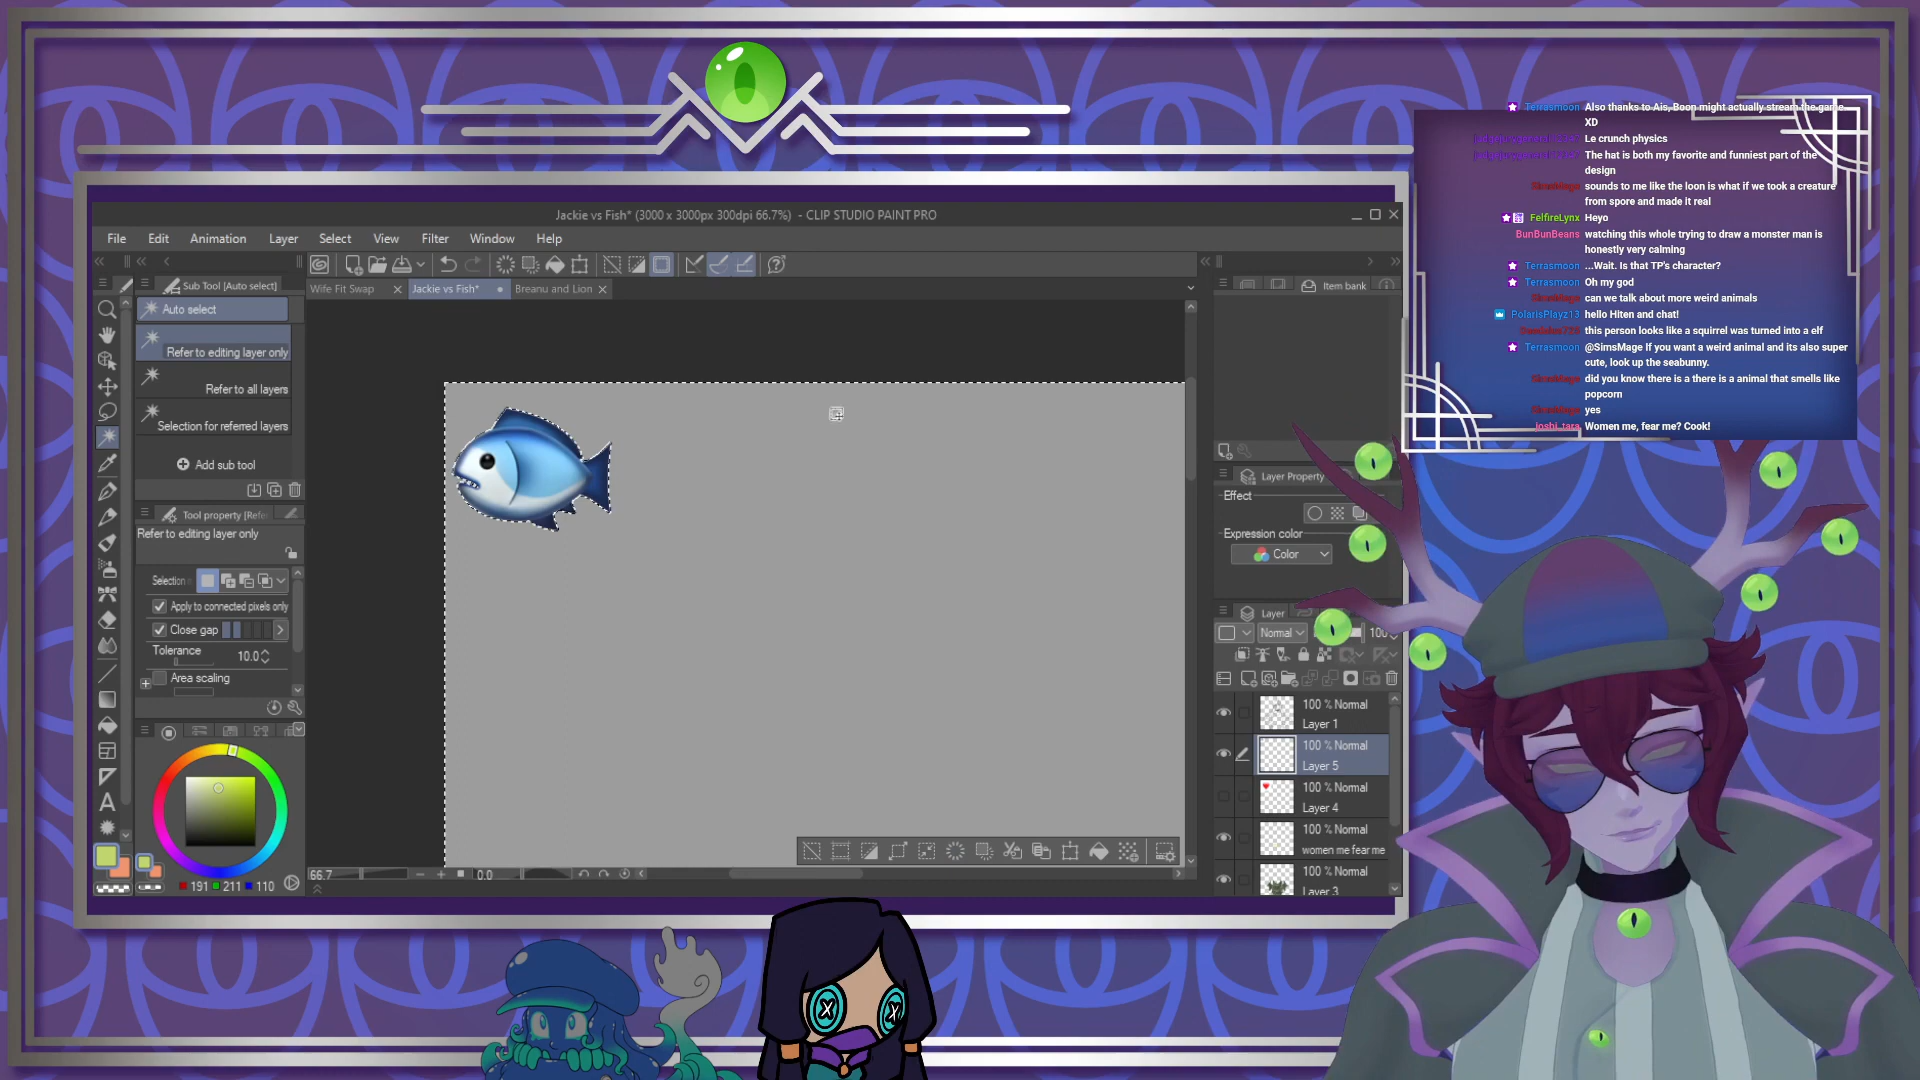 Jackie vs Fish* (3000 x 3000px 300dpi 66.7%) - CLIP STUDIO PAINT PRO
File Edit Animation Layer Select View Filter Window Help
Sub Tool [Auto select]
Wife Fit Swap
Jackie vs Fish*
Breanu and Lion
Auto select
Refer to editing layer only
Refer to all layers
Selection for referred layers
Add sub tool
Tool property [Refe
Refer to editing layer only
Selection
Apply to connected pixels only
Close gap
Tolerance 10.0
Area scaling
191 211 110
66.7
0.0
Item bank
Layer Property
Effect
Expression color
Color
Layer
Normal 100
100 % Normal
Layer 1
100 % Normal
Layer 5
100 % Normal
Layer 4
100 % Normal
women me fear me
100 % Normal
Layer 3
Terrasmoon Also thanks to Ais, Boon might actually stream the game
XD
Le crunch physics
The hat is both my favorite and funniest part of the
design
sounds to me like the loon is what if we took a creature
from spore and made it real
FelfireLynx Heyo
BunBunBeans watching this whole trying to draw a monster man is
honestly very calming
Terrasmoon ...Wait. Is that TP's character?
Terrasmoon Oh my god
can we talk about more weird animals
PolarisPlayz13 hello Hiten and chat!
this person looks like a squirrel was turned into a elf
Terrasmoon @SimsMage If you want a weird animal and its also super
cute, look up the seabunny.
did you know there is a there is a animal that smells like
popcorn
yes
joshi_tara Women me, fear me? Cook!